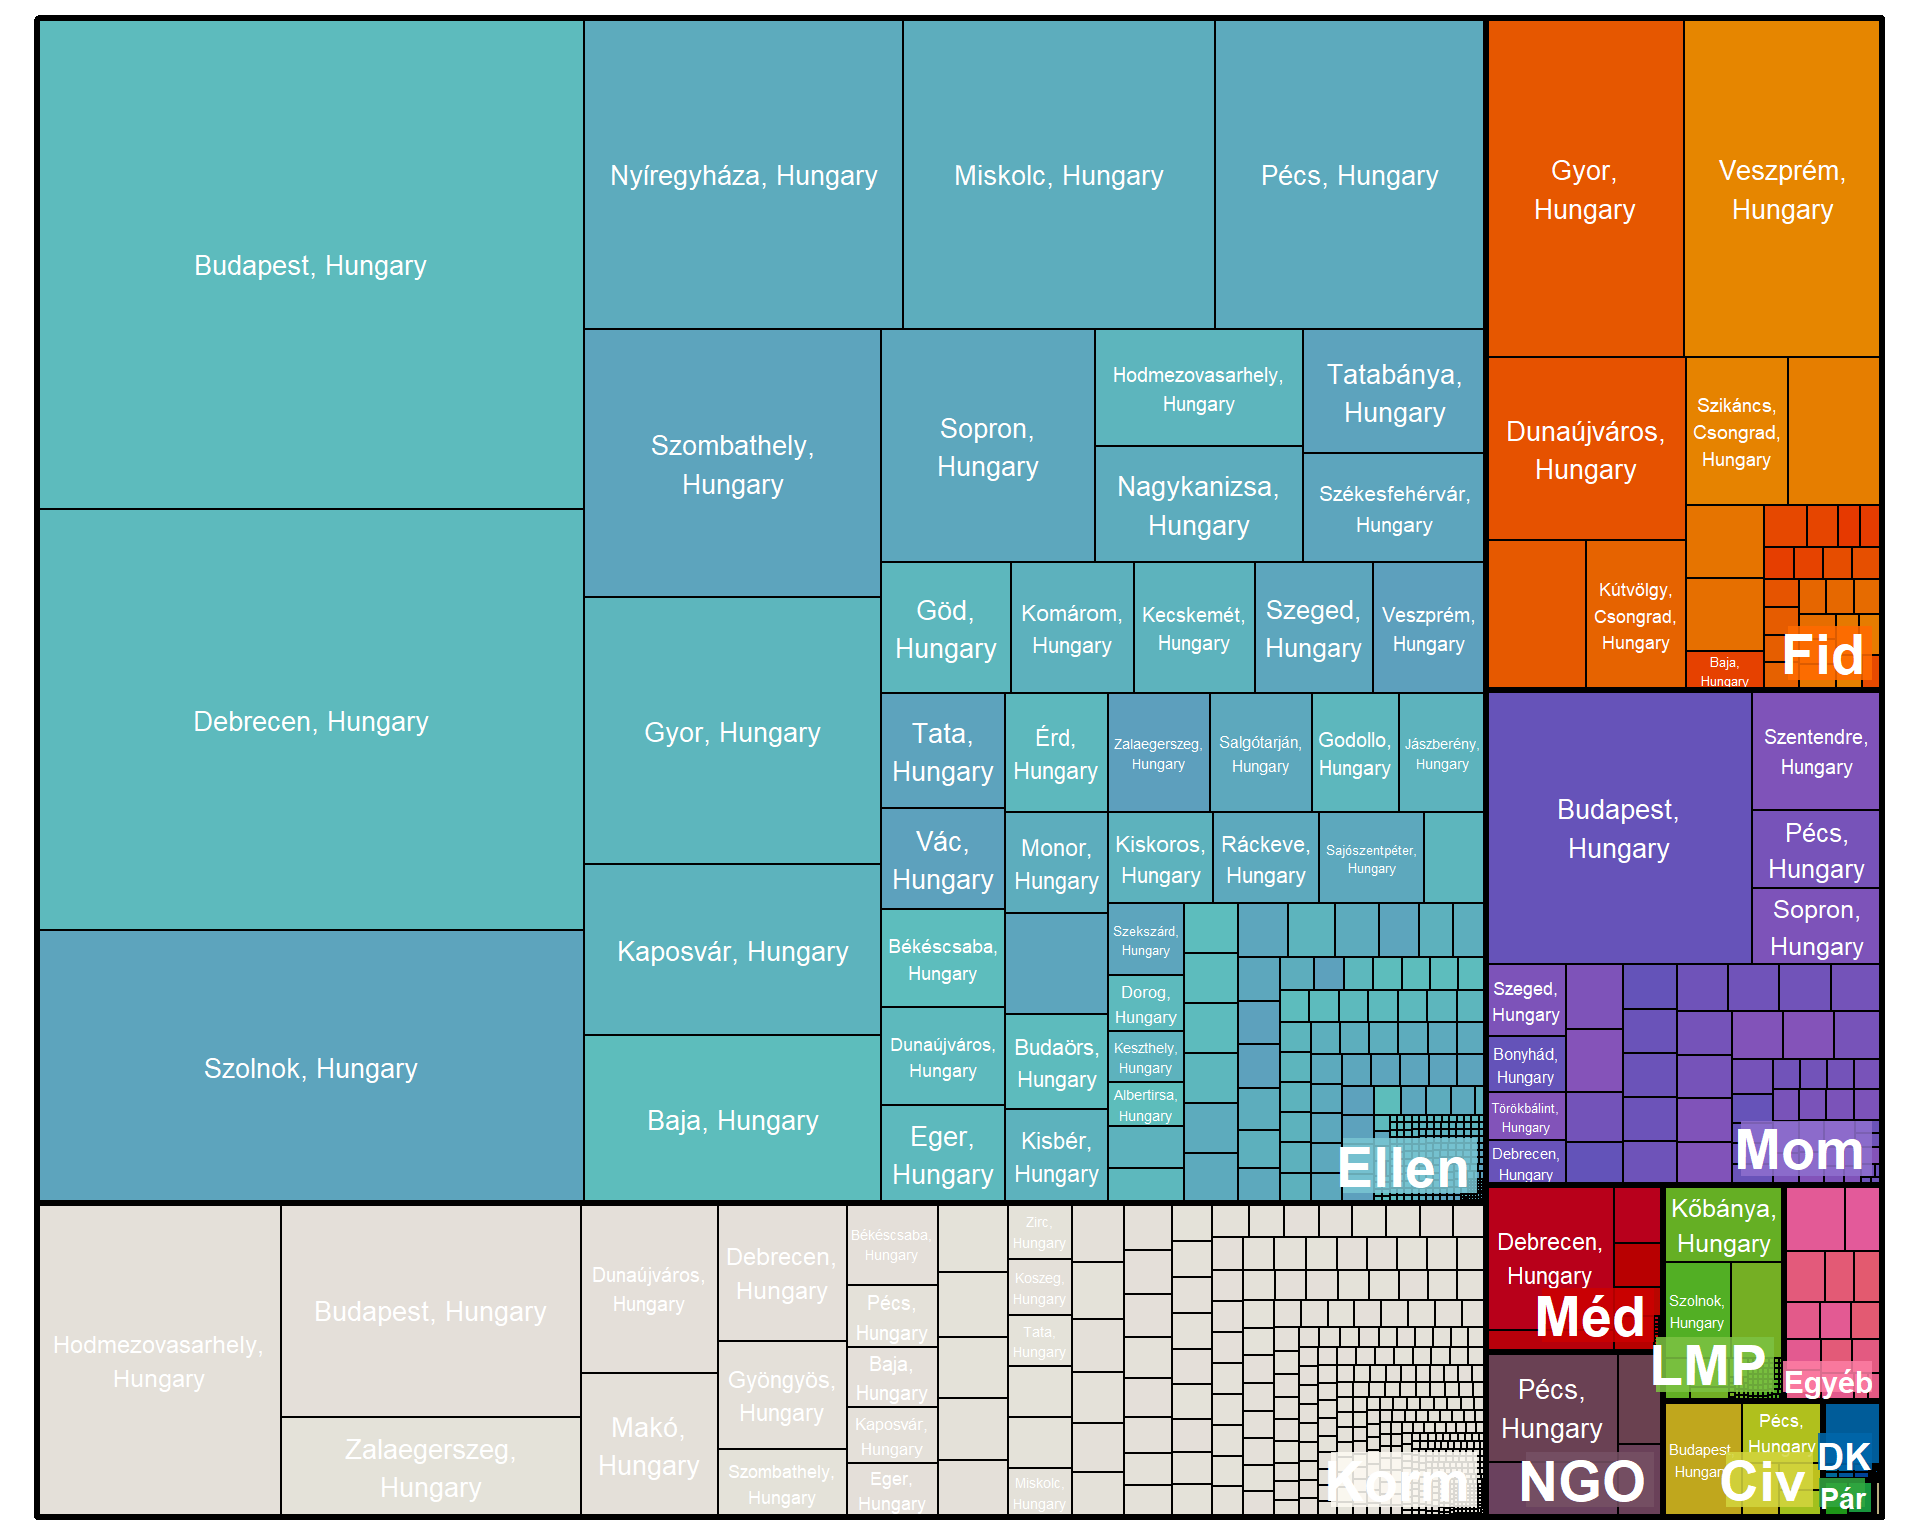 Budapest, Hungary
Debrecen, Hungary
Szolnok, Hungary
Nyíregyháza, Hungary
Miskolc, Hungary
Pécs, Hungary
Szombathely,
Hungary
Gyor, Hungary
Kaposvár, Hungary
Baja, Hungary
Sopron,
Hungary
Hodmezovasarhely,
Hungary
Nagykanizsa,
Hungary
Tatabánya,
Hungary
Székesfehérvár,
Hungary
Göd,
Hungary
Komárom,
Hungary
Kecskemét,
Hungary
Szeged,
Hungary
Veszprém,
Hungary
Tata,
Hungary
Vác,
Hungary
Békéscsaba,
Hungary
Dunaújváros,
Hungary
Eger,
Hungary
Érd,
Hungary
Monor,
Hungary
Budaörs,
Hungary
Kisbér,
Hungary
Zalaegerszeg,
Hungary
Salgótarján,
Hungary
Godollo,
Hungary
Jászberény,
Hungary
Kiskoros,
Hungary
Ráckeve,
Hungary
Sajószentpéter,
Hungary
Szekszárd,
Hungary
Dorog,
Hungary
Keszthely,
Hungary
Albertirsa,
Hungary
Ellen
Hodmezovasarhely,
Hungary
Budapest, Hungary
Zalaegerszeg,
Hungary
Dunaújváros,
Hungary
Makó,
Hungary
Debrecen,
Hungary
Gyöngyös,
Hungary
Szombathely,
Hungary
Békéscsaba,
Hungary
Pécs,
Hungary
Baja,
Hungary
Kaposvár,
Hungary
Eger,
Hungary
Zirc,
Hungary
Koszeg,
Hungary
Tata,
Hungary
Miskolc,
Hungary
Korm
Gyor,
Hungary
Veszprém,
Hungary
Dunaújváros,
Hungary
Szikáncs,
Csongrad,
Hungary
Kútvölgy,
Csongrad,
Hungary
Baja,
Hungary
Fid
Budapest,
Hungary
Szentendre,
Hungary
Pécs,
Hungary
Sopron,
Hungary
Szeged,
Hungary
Bonyhád,
Hungary
Törökbálint,
Hungary
Debrecen,
Hungary
Mom
Debrecen,
Hungary
Méd
Kőbánya,
Hungary
Szolnok,
Hungary
LMP
Egyéb
Pécs,
Hungary
NGO
Budapest,
Hungary
Pécs,
Hungary
Civ
DK
Pár